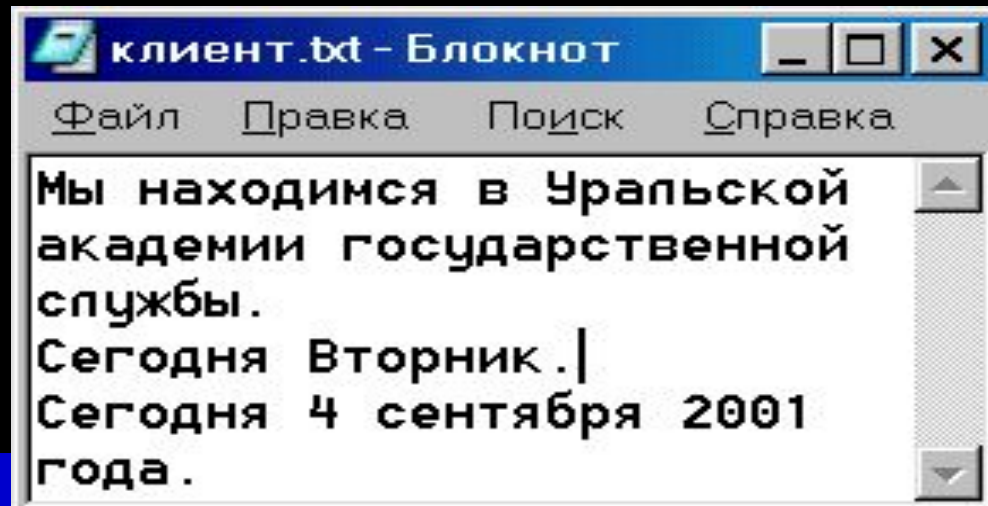 клиент.txt - Блокнот
Файл Правка Поиск Справка
Мы находимся в Уральской
академии государственной
службы.
Сегодня Вторник.
Сегодня 4 сентября 2001
года.